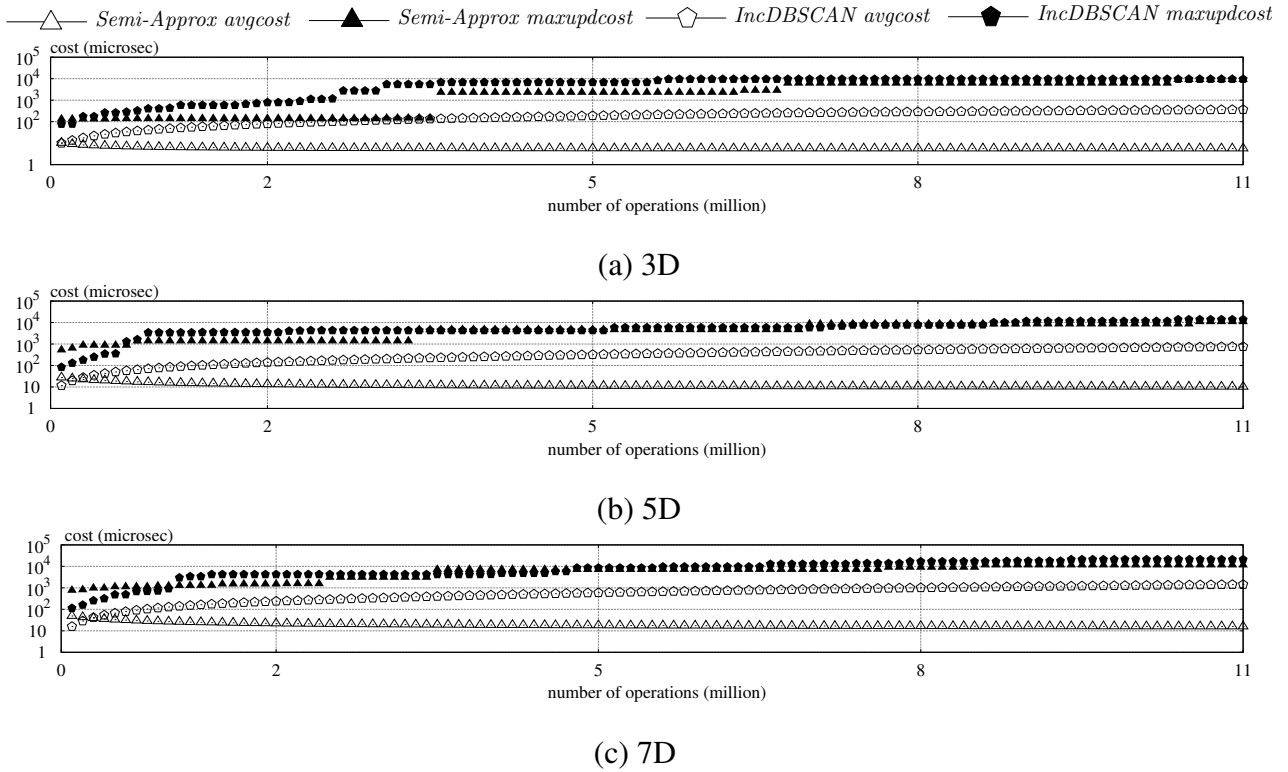 Semi-Approx avgcost Semi-Approx maxupdcost IncDBSCAN avgcost IncDBSCAN maxupdcost
cost (microsec)
10^5
10^4
10^3
10^2
1
0 2 5 8 11
number of operations (million)
(a) 3D
cost (microsec)
10^5
10^4
10^3
10^2
10
1
0 2 5 8 11
number of operations (million)
(b) 5D
cost (microsec)
10^5
10^4
10^3
10^2
10
1
0 2 5 8 11
number of operations (million)
(c) 7D